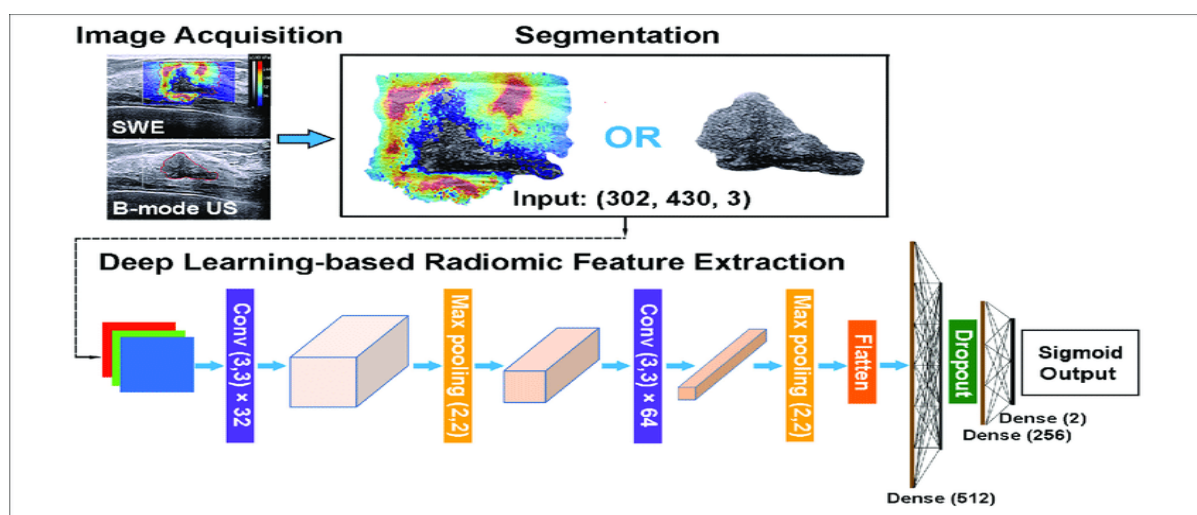 Image Acquisition
Segmentation
SWE
B-mode US
OR
Input: (302, 430, 3)
Deep Learning-based Radiomic Feature Extraction
Conv (3,3) × 32
Max pooling (2,2)
Conv (3,3) × 64
Max pooling (2,2)
Flatten
Dropout
Sigmoid
Output
Dense (2)
Dense (256)
Dense (512)